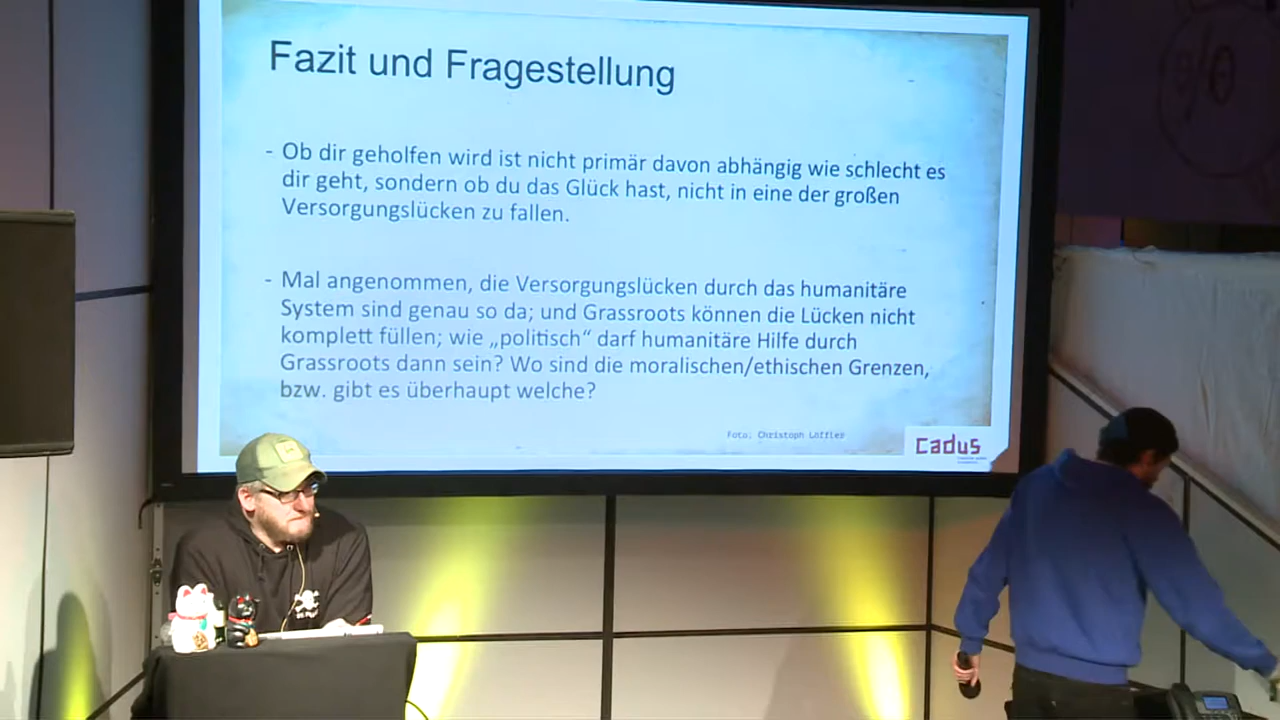 Fazit und Fragestellung
- Ob dir geholfen wird ist nicht primär davon abhängig wie schlecht es
dir geht, sondern ob du das Glück hast, nicht in eine der großen
Versorgungslücken zu fallen.
- Mal angenommen, die Versorgungslücken durch das humanitäre
System sind genau so da; und Grassroots können die Lücken nicht
komplett füllen; wie „politisch“ darf humanitäre Hilfe durch
Grassroots dann sein? Wo sind die moralischen/ethischen Grenzen,
bzw. gibt es überhaupt welche?
Foto: Christoph Löffler
Cadus